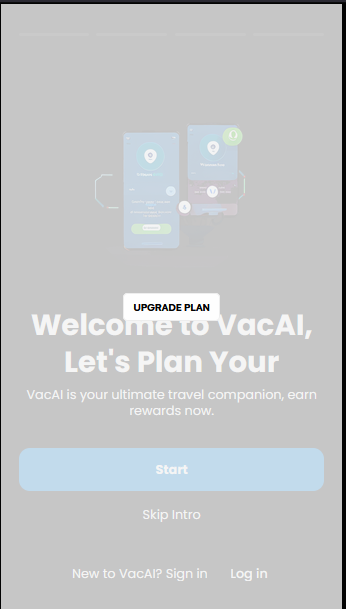 UPGRADE PLAN
Welcome to VacAI,
Let's Plan Your
VacAI is your ultimate travel companion, earn
rewards now.
Start
Skip Intro
New to VacAI? Sign in Log in